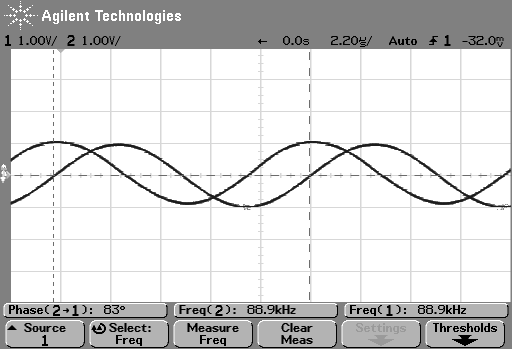 Agilent Technologies
1 1.00V/ 2 1.00V/ ← 0.0s 2.20µs/ Auto 1 -32.0mV
Phase(2→1): 83° Freq(2): 88.9kHz Freq(1): 88.9kHz
Source Select: Measure Clear Settings Thresholds
1 Freq Freq Meas